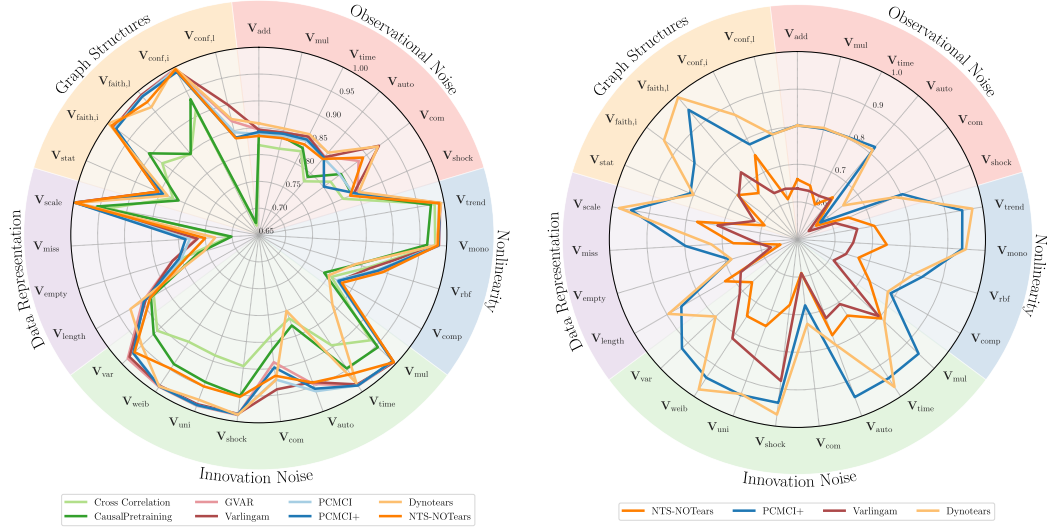 Graph Structures
Observational Noise
Nonlinearity
Innovation Noise
Data Representation
V_add
V_mul
V_time
V_auto
V_com
V_shock
V_trend
V_mono
V_rbf
V_comp
V_mul
V_time
V_auto
V_com
V_shock
V_uni
V_weib
V_var
V_length
V_empty
V_miss
V_scale
V_stat
V_faith,i
V_faith,l
V_conf,i
V_conf,l
1.00
0.95
0.90
0.85
0.80
0.75
0.70
0.65
Cross Correlation
GVAR
PCMCI
Dynotears
CausalPretraining
Varlingam
PCMCI+
NTS-NOTears
Graph Structures
Observational Noise
Nonlinearity
Innovation Noise
Data Representation
V_add
V_mul
V_time
V_auto
V_com
V_shock
V_trend
V_mono
V_rbf
V_comp
V_mul
V_time
V_auto
V_com
V_shock
V_uni
V_weib
V_var
V_length
V_empty
V_miss
V_scale
V_stat
V_faith,i
V_faith,l
V_conf,i
V_conf,l
1.0
0.9
0.8
0.7
NTS-NOTears
PCMCI+
Varlingam
Dynotears